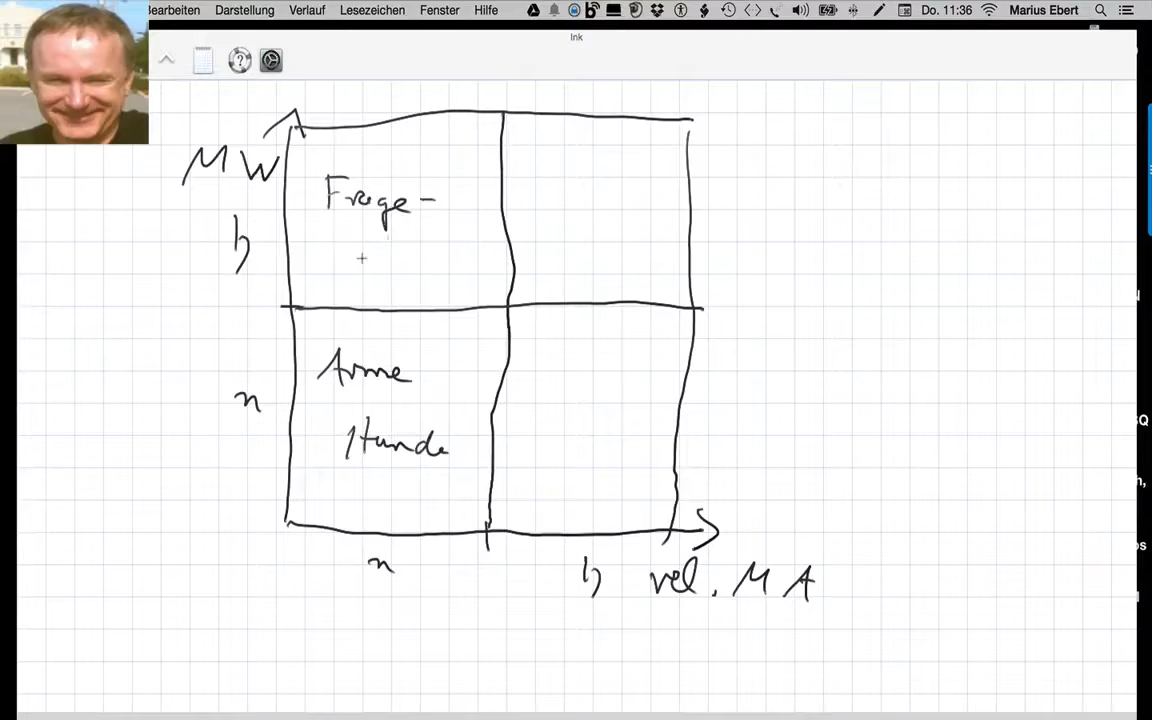 Bearbeiten Darstellung Verlauf Lesezeichen Fenster Hilfe Do. 11:36 Marius Ebert
Ink
MW
h
Frage-
n
Arme
Hunde
n
h
rel. MA